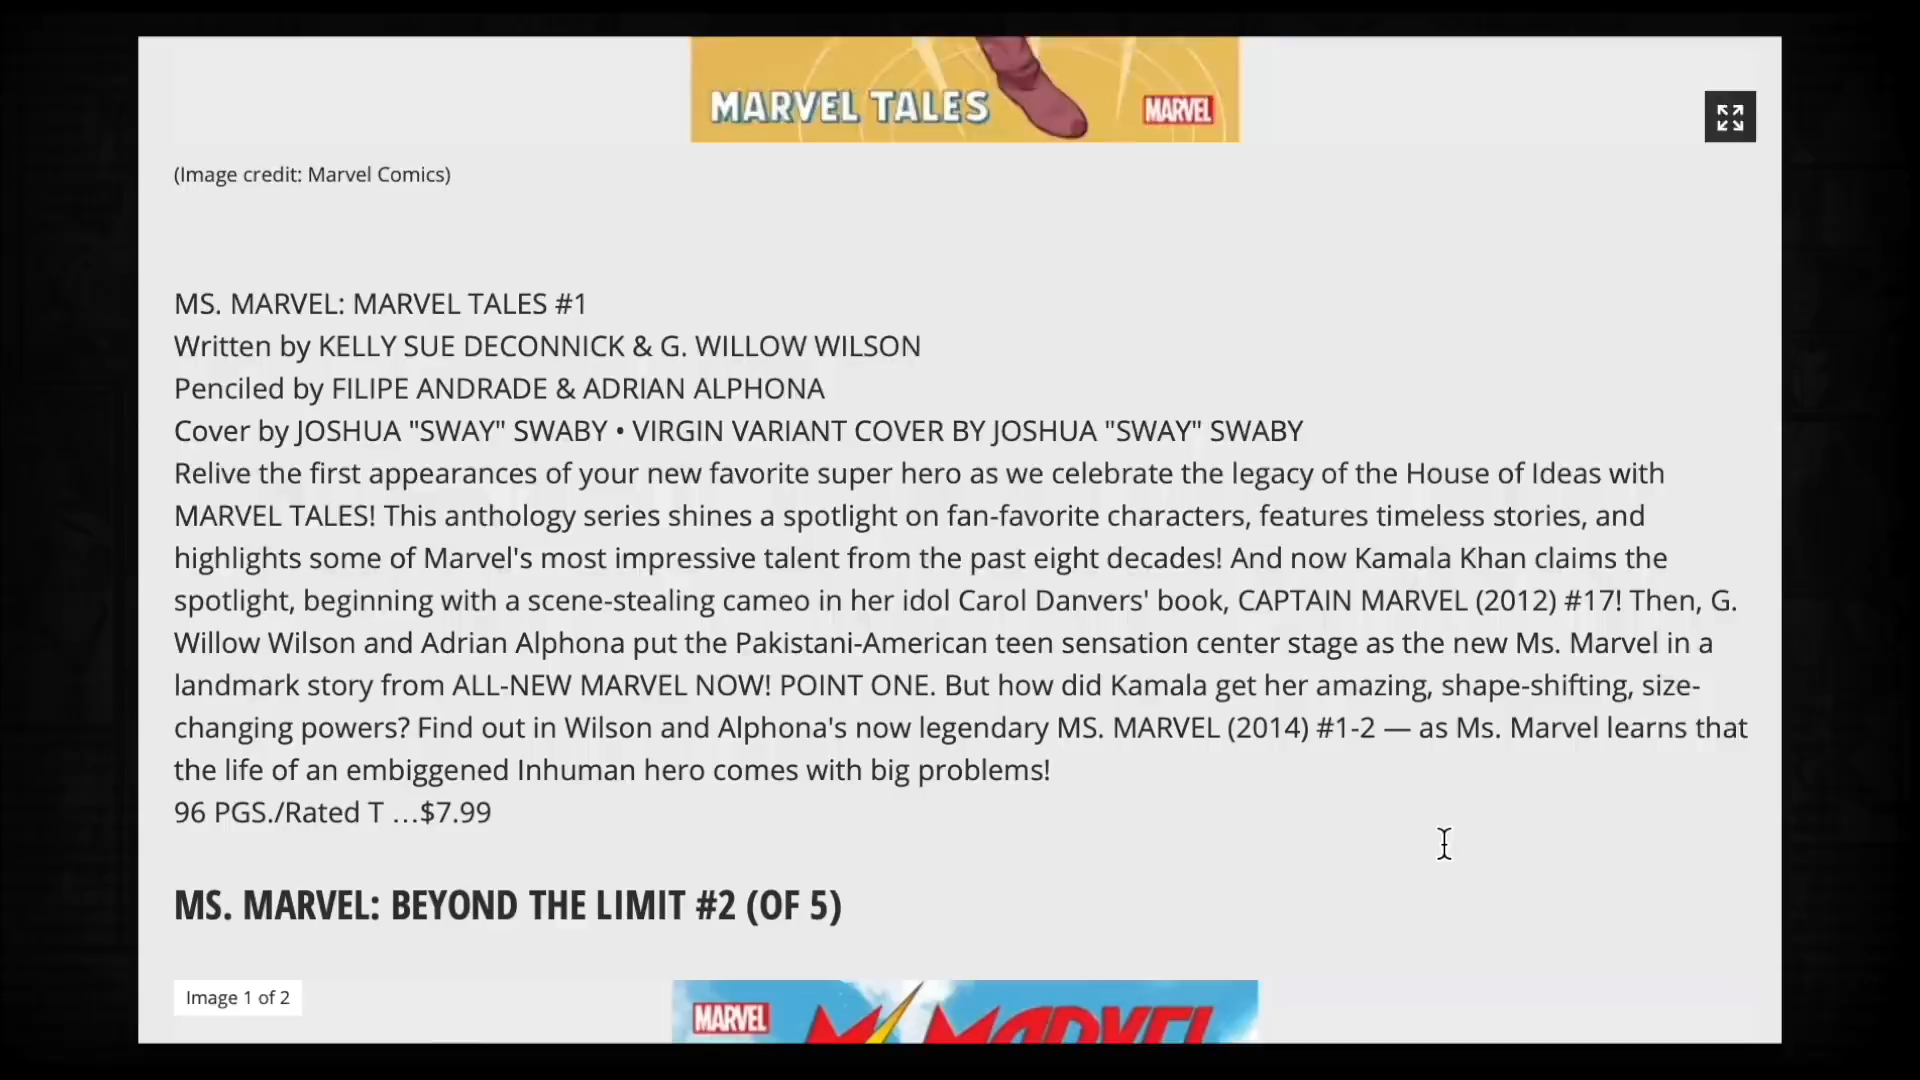 MARVEL TALES
MARVEL
(Image credit: Marvel Comics)
MS. MARVEL: MARVEL TALES #1
Written by KELLY SUE DECONNICK & G. WILLOW WILSON
Penciled by FILIPE ANDRADE & ADRIAN ALPHONA
Cover by JOSHUA "SWAY" SWABY • VIRGIN VARIANT COVER BY JOSHUA "SWAY" SWABY
Relive the first appearances of your new favorite super hero as we celebrate the legacy of the House of Ideas with
MARVEL TALES! This anthology series shines a spotlight on fan-favorite characters, features timeless stories, and
highlights some of Marvel's most impressive talent from the past eight decades! And now Kamala Khan claims the
spotlight, beginning with a scene-stealing cameo in her idol Carol Danvers' book, CAPTAIN MARVEL (2012) #17! Then, G.
Willow Wilson and Adrian Alphona put the Pakistani-American teen sensation center stage as the new Ms. Marvel in a
landmark story from ALL-NEW MARVEL NOW! POINT ONE. But how did Kamala get her amazing, shape-shifting, size-
changing powers? Find out in Wilson and Alphona's now legendary MS. MARVEL (2014) #1-2 — as Ms. Marvel learns that
the life of an embiggened Inhuman hero comes with big problems!
96 PGS./Rated T …$7.99
MS. MARVEL: BEYOND THE LIMIT #2 (OF 5)
Image 1 of 2
MARVEL
MS. MARVEL